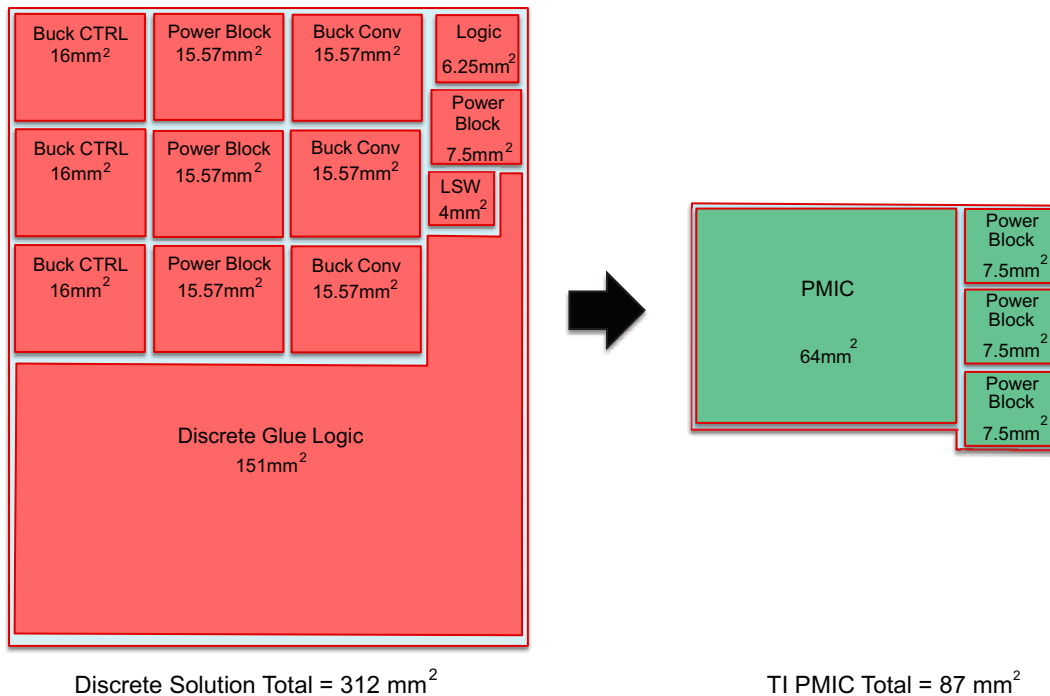 Buck CTRL
16mm²
Power Block
15.57mm²
Buck Conv
15.57mm²
Logic
6.25mm²
Power
Block
7.5mm²
Buck CTRL
16mm²
Power Block
15.57mm²
Buck Conv
15.57mm²
LSW
4mm²
Buck CTRL
16mm²
Power Block
15.57mm²
Buck Conv
15.57mm²
Discrete Glue Logic
151mm²
Discrete Solution Total = 312 mm²
PMIC
64mm²
Power
Block
7.5mm²
Power
Block
7.5mm²
Power
Block
7.5mm²
TI PMIC Total = 87 mm²